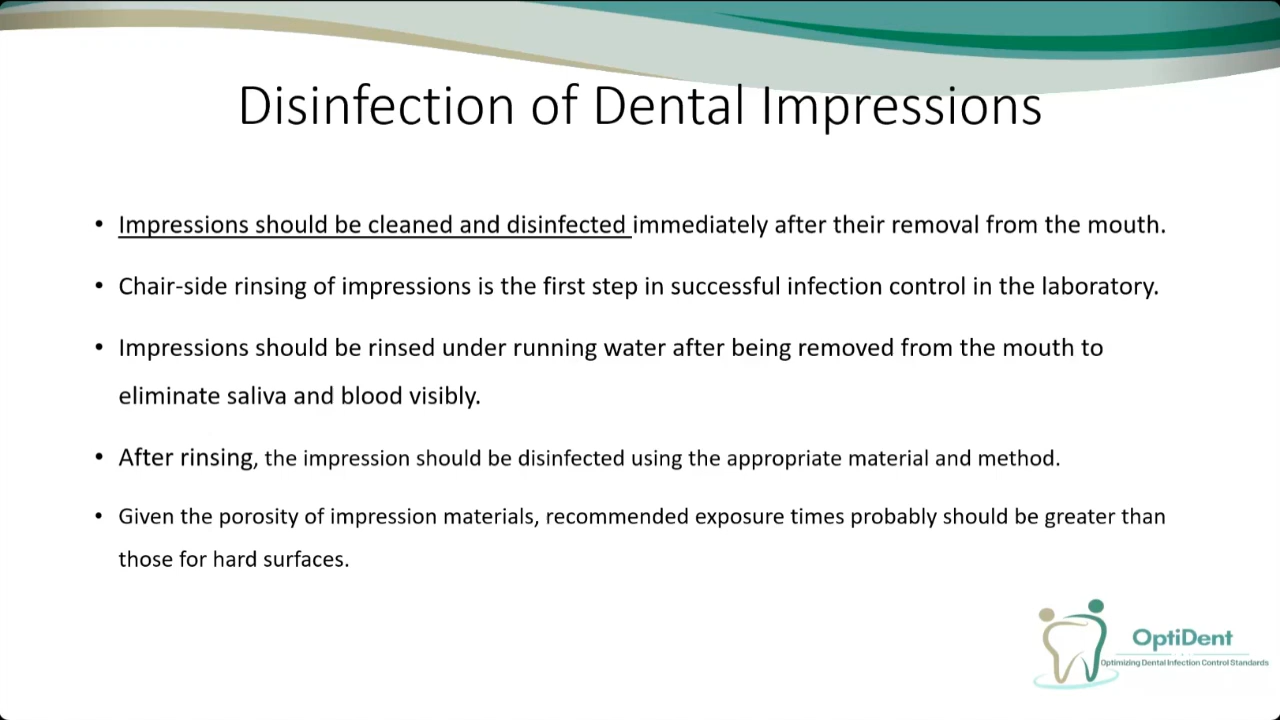 Disinfection of Dental Impressions
• Impressions should be cleaned and disinfected immediately after their removal from the mouth.
• Chair-side rinsing of impressions is the first step in successful infection control in the laboratory.
• Impressions should be rinsed under running water after being removed from the mouth to
eliminate saliva and blood visibly.
• After rinsing, the impression should be disinfected using the appropriate material and method.
• Given the porosity of impression materials, recommended exposure times probably should be greater than
those for hard surfaces.
OptiDent
Optimizing Dental Infection Control Standards